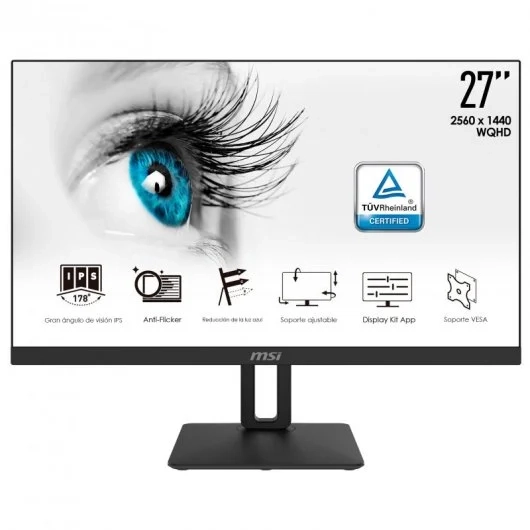 27"
2560 x 1440
WQHD
TÜVRheinland
CERTIFIED
IPS
178°
Gran ángulo de visión IPS
Anti-Flicker
Reducción de la luz azul
Soporte ajustable
Display Kit App
Soporte VESA
msi